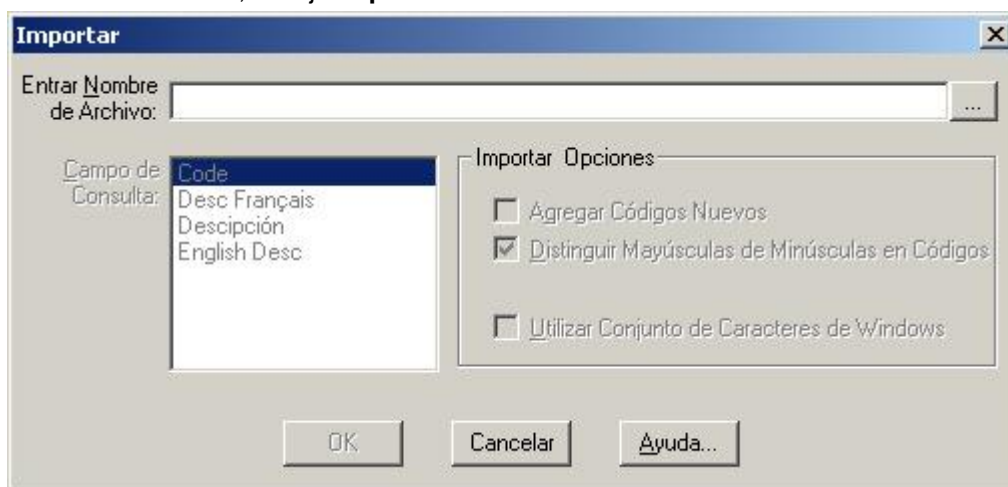 Importar
Entrar Nombre
de Archivo:
...
Campo de
Consulta:
Code
Desc Français
Descipción
English Desc
Importar Opciones
Agregar Códigos Nuevos
Distinguir Mayúsculas de Minúsculas en Códigos
Utilizar Conjunto de Caracteres de Windows
OK
Cancelar
Ayuda...